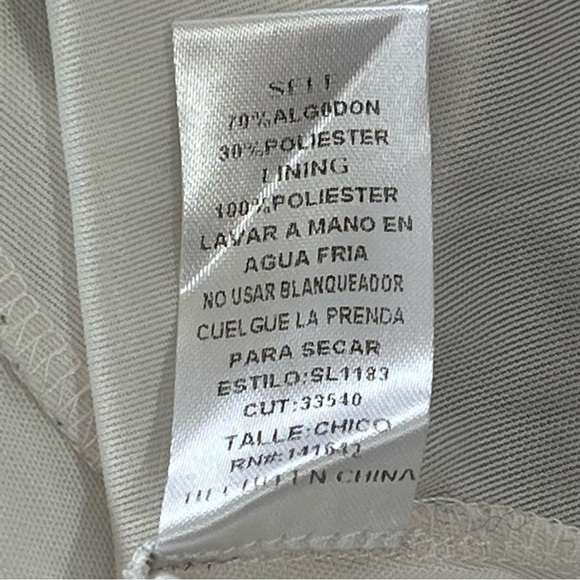 SELF
70%ALGODON
30%POLIESTER
LINING
100%POLIESTER
LAVAR A MANO EN
AGUA FRIA
NO USAR BLANQUEADOR
CUELGUE LA PRENDA
PARA SECAR
ESTILO:SL1183
CUT:33540
TALLE:CHICO
RN#:141642
HECHO EN CHINA